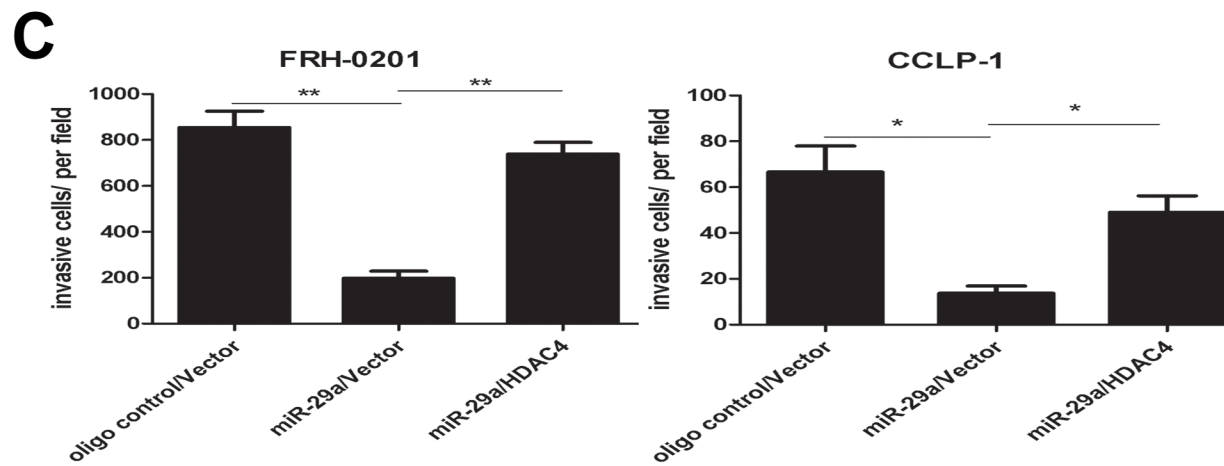 C
FRH-0201
invasive cells/ per field
1000
800
600
400
200
0
**
**
oligo control/Vector
miR-29a/Vector
miR-29a/HDAC4
CCLP-1
invasive cells/ per field
100
80
60
40
20
0
*
*
oligo control/Vector
miR-29a/Vector
miR-29a/HDAC4